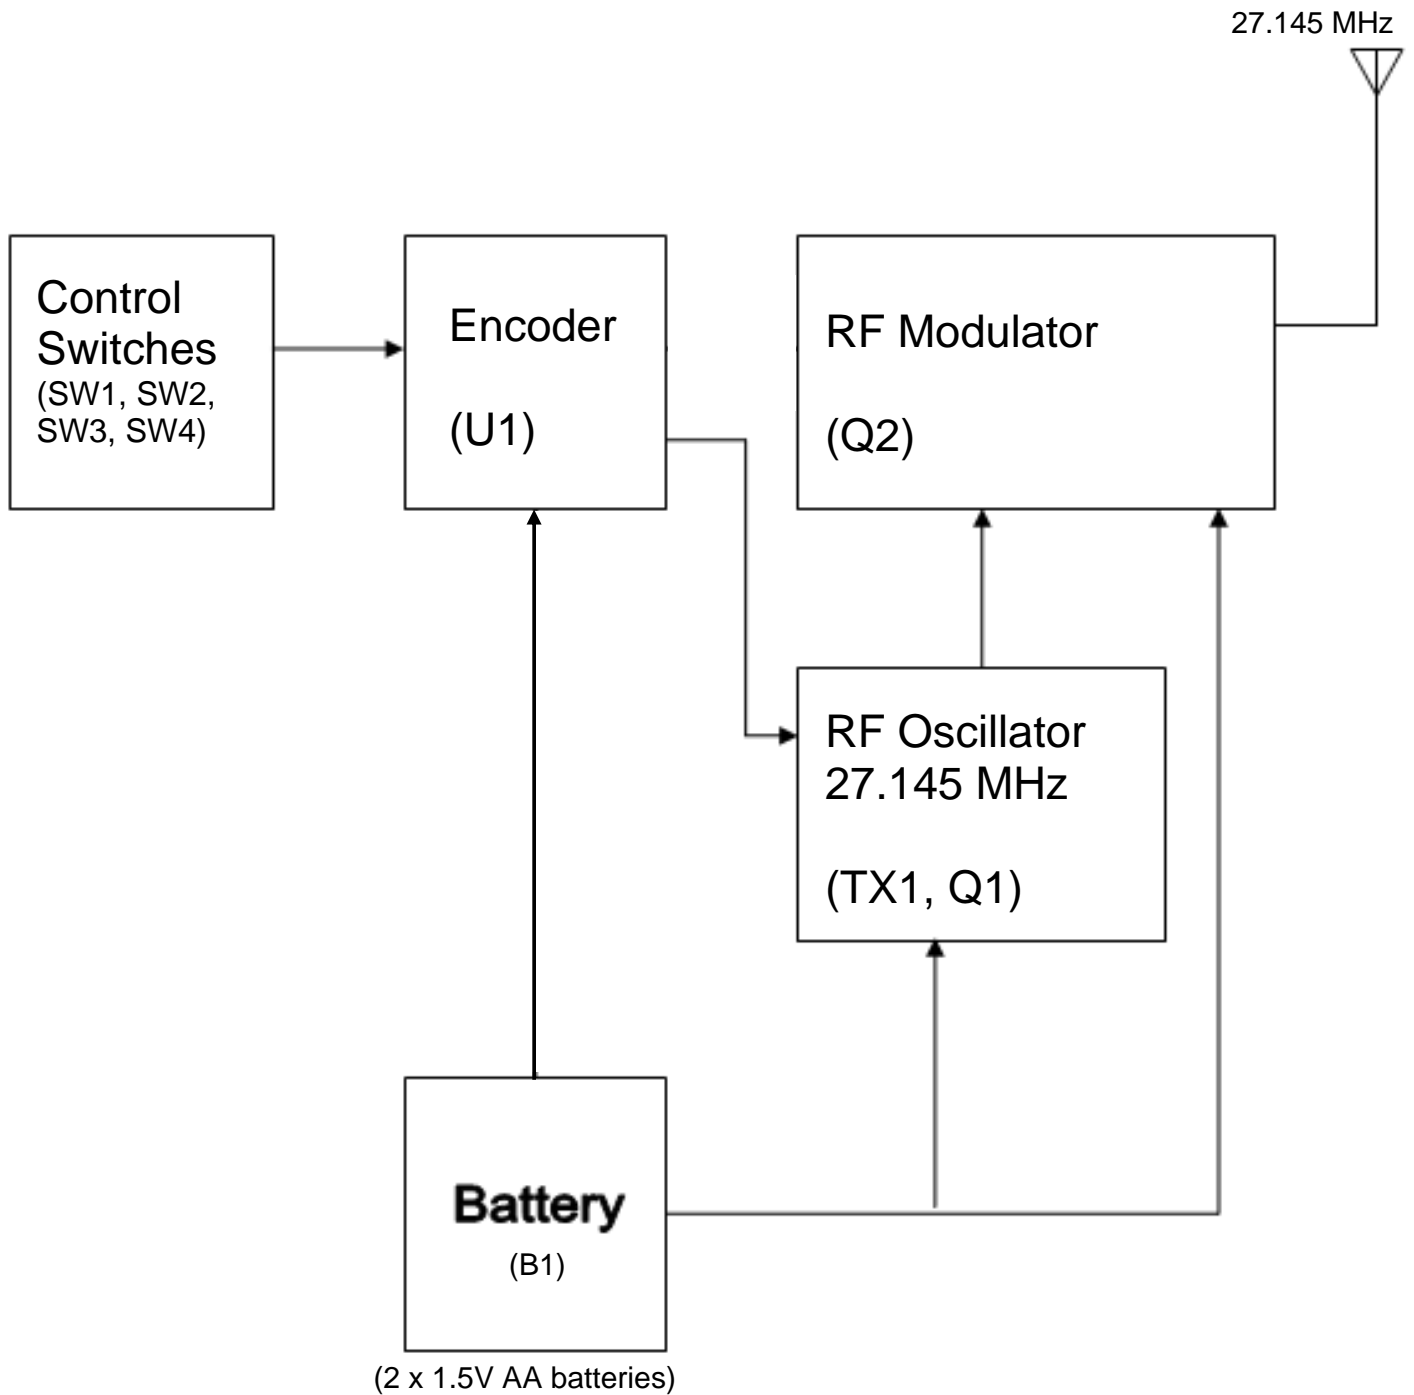 27.145 MHz
Control
Switches
(SW1, SW2,
SW3, SW4)
Encoder
(U1)
RF Modulator
(Q2)
RF Oscillator
27.145 MHz
(TX1, Q1)
Battery
(B1)
(2 x 1.5V AA batteries)